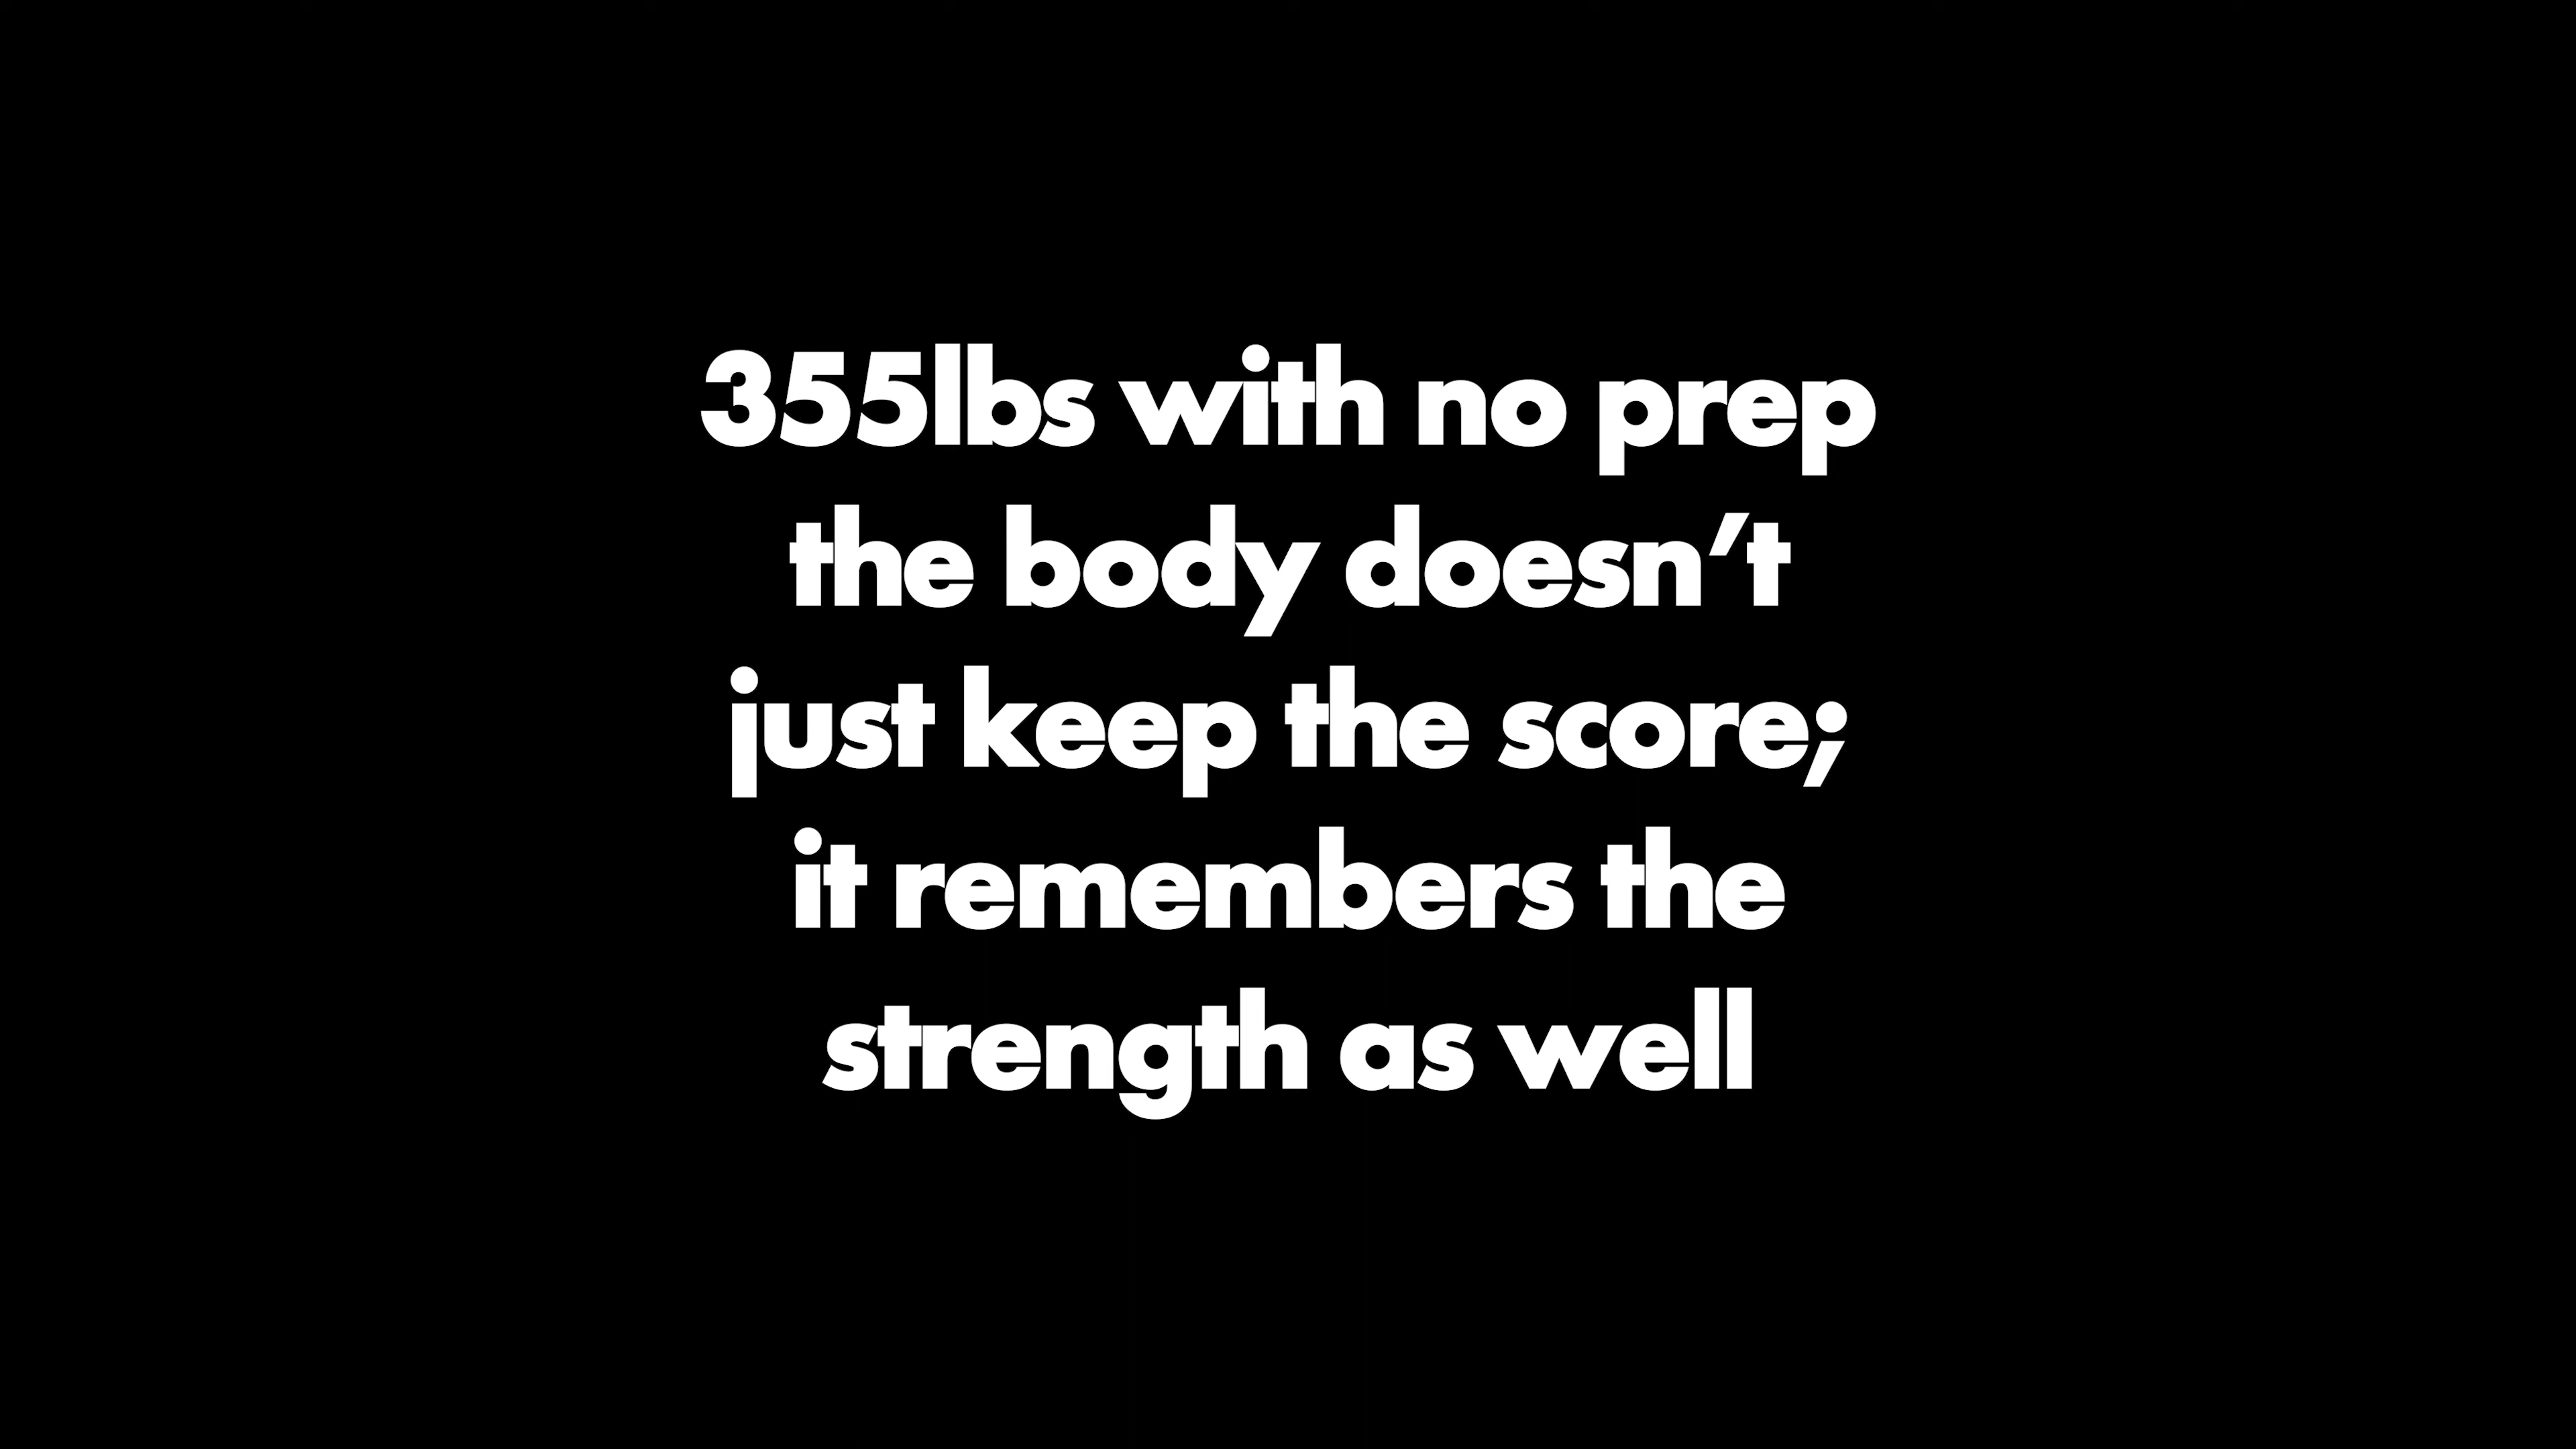 355lbs with no prep
the body doesn’t
just keep the score;
it remembers the
strength as well